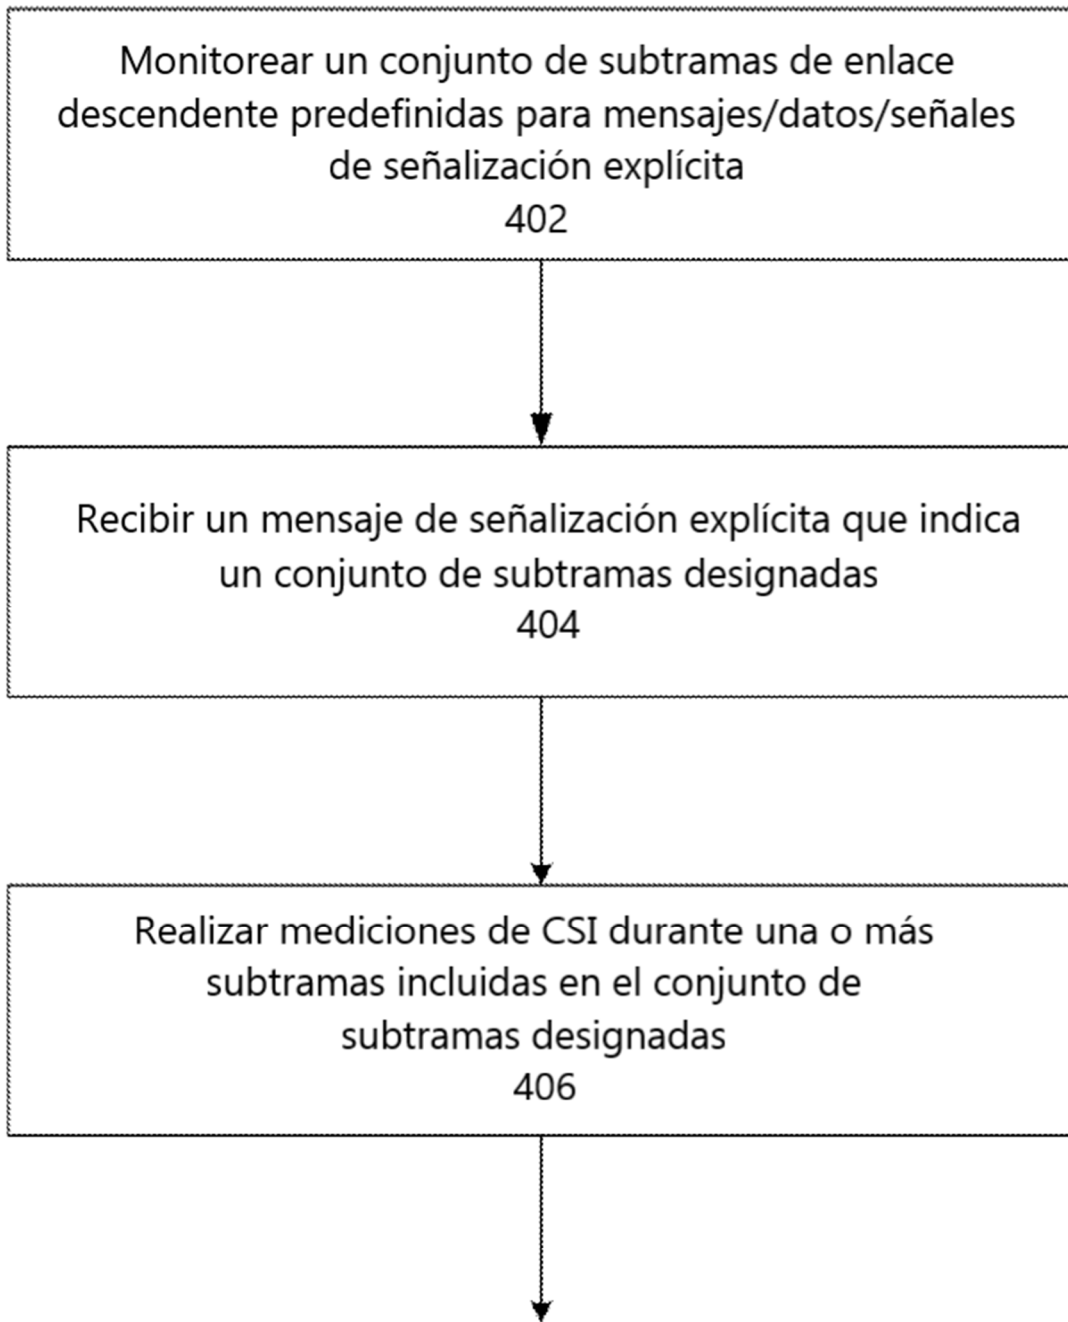 Monitorear un conjunto de subtramas de enlace
descendente predefinidas para mensajes/datos/señales
de señalización explícita
402
Recibir un mensaje de señalización explícita que indica
un conjunto de subtramas designadas
404
Realizar mediciones de CSI durante una o más
subtramas incluidas en el conjunto de
subtramas designadas
406